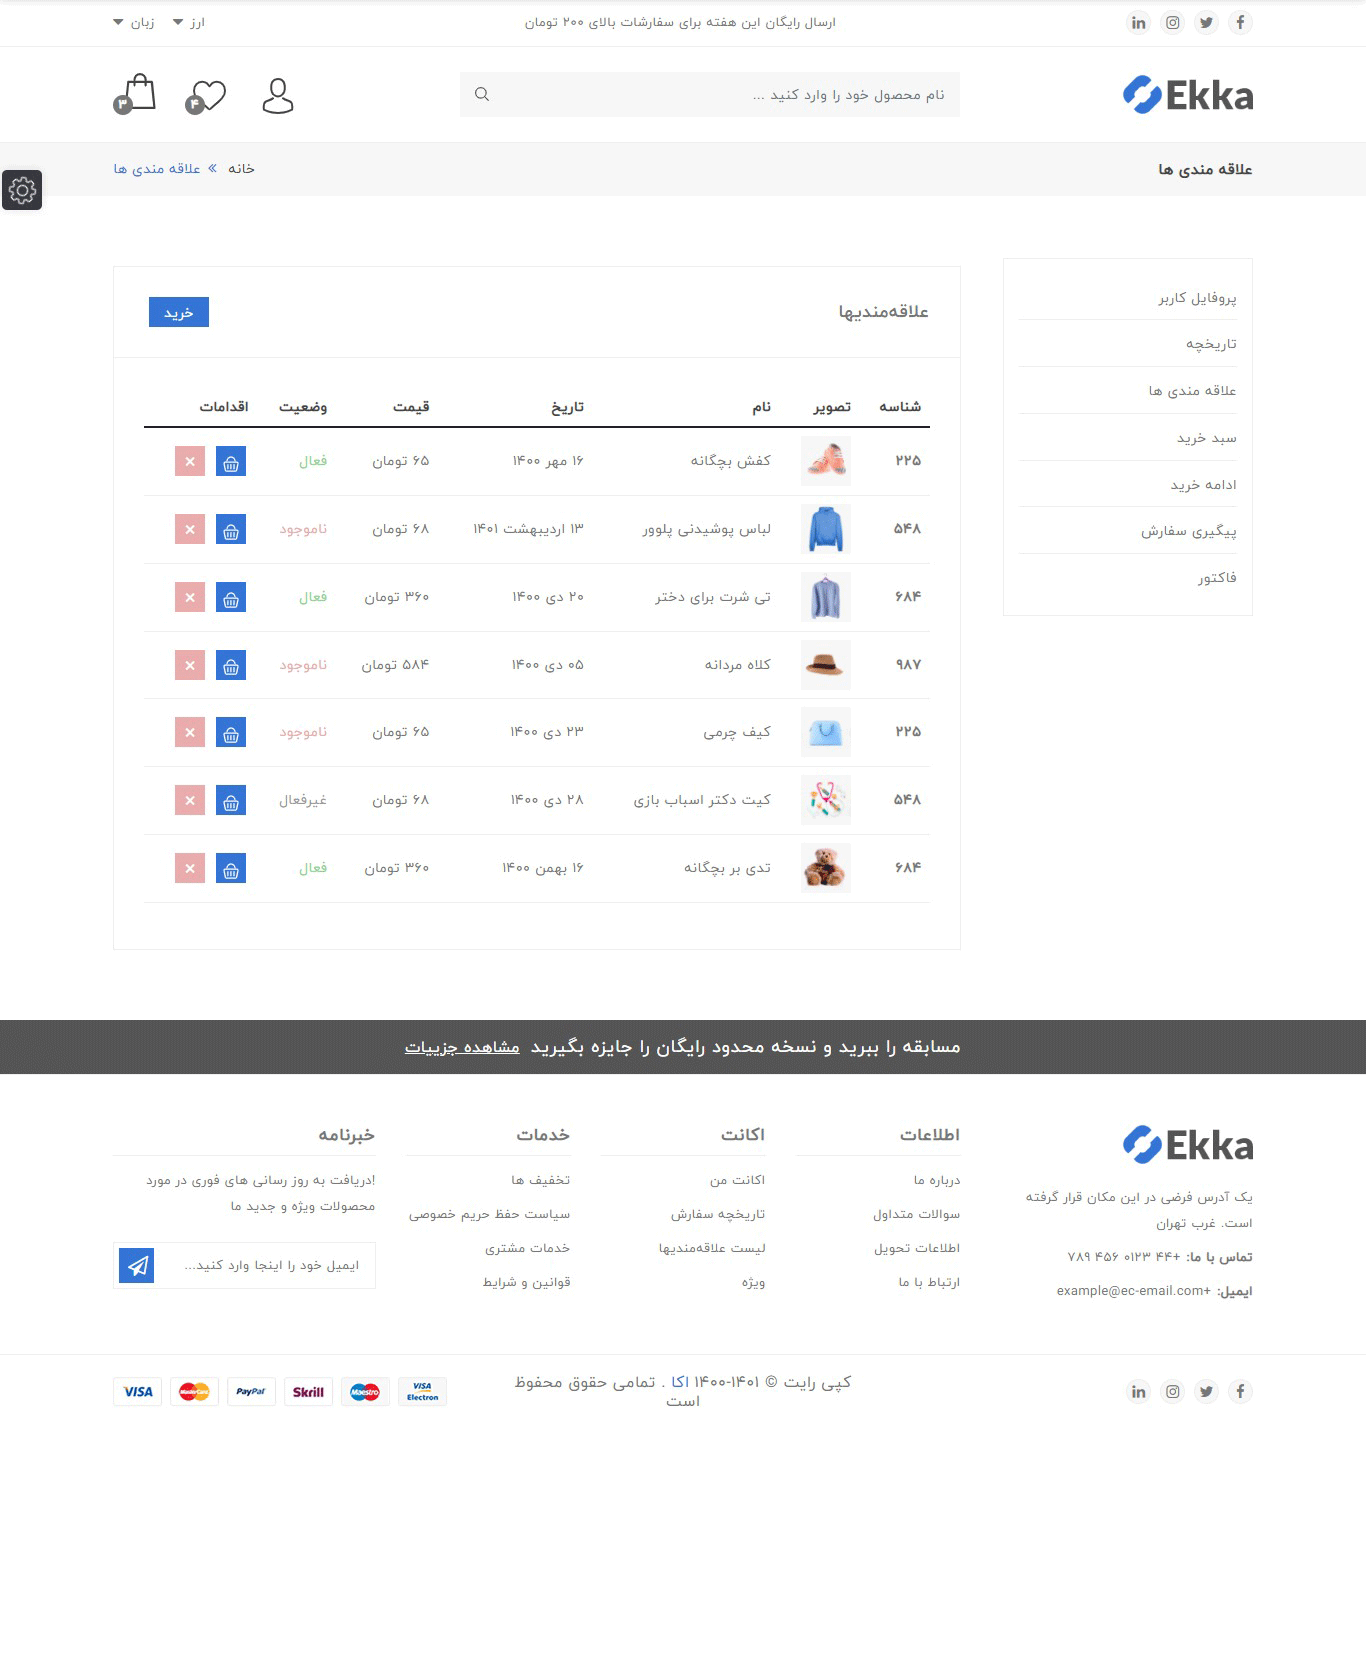 ارسال رایگان این هفته برای سفارشات بالای ۲۰۰ تومان
ارز
زبان
Ekka
نام محصول خود را وارد کنید ...
۴
۳
علاقه مندی ها
خانه » علاقه مندی ها
پروفایل کاربر
تاریخچه
علاقه مندی ها
سبد خرید
ادامه خرید
پیگیری سفارش
فاکتور
علاقه‌مندیها
خرید
شناسه تصویر نام تاریخ قیمت وضعیت اقدامات
۲۲۵ کفش بچگانه ۱۶ مهر ۱۴۰۰ ۶۵ تومان فعال
۵۴۸ لباس پوشیدنی پلوور ۱۳ اردیبهشت ۱۴۰۱ ۶۸ تومان ناموجود
۶۸۴ تی شرت برای دختر ۲۰ دی ۱۴۰۰ ۳۶۰ تومان فعال
۹۸۷ کلاه مردانه ۰۵ دی ۱۴۰۰ ۵۸۴ تومان ناموجود
۲۲۵ کیف چرمی ۲۳ دی ۱۴۰۰ ۶۵ تومان ناموجود
۵۴۸ کیت دکتر اسباب بازی ۲۸ دی ۱۴۰۰ ۶۸ تومان غیرفعال
۶۸۴ تدی بر بچگانه ۱۶ بهمن ۱۴۰۰ ۳۶۰ تومان فعال
مسابقه را ببرید و نسخه محدود رایگان را جایزه بگیرید مشاهده جزییات
Ekka
یک آدرس فرضی در این مکان قرار گرفته
است. غرب تهران
تماس با ما: +۴۴ ۰۱۲۳ ۴۵۶ ۷۸۹
ایمیل: +example@ec-email.com
اطلاعات
درباره ما
سوالات متداول
اطلاعات تحویل
ارتباط با ما
اکانت
اکانت من
تاریخچه سفارش
لیست علاقه‌مندیها
ویژه
خدمات
تخفیف ها
سیاست حفظ حریم خصوصی
خدمات مشتری
قوانین و شرایط
خبرنامه
!دریافت به روز رسانی های فوری در مورد
محصولات ویژه و جدید ما
ایمیل خود را اینجا وارد کنید...
کپی رایت © ۱۴۰۱-۱۴۰۰ اکا . تمامی حقوق محفوظ
است
VISA MasterCard PayPal Skrill Maestro VISA Electron